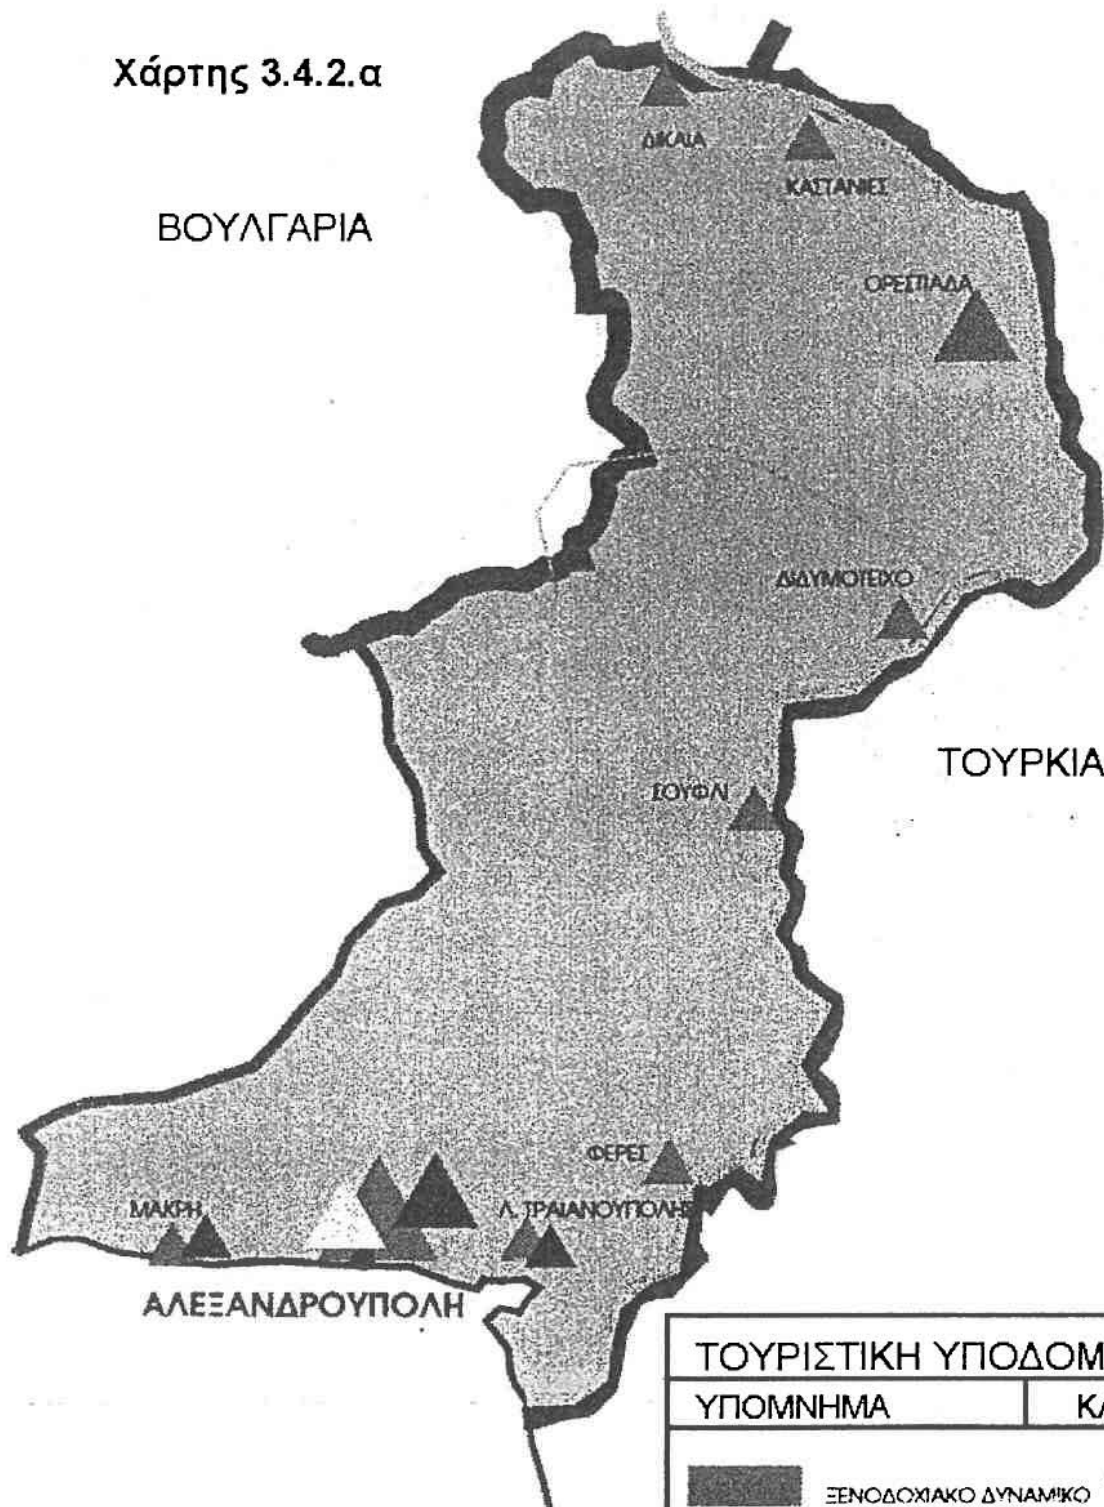 Χάρτης 3.4.2.α
ΔΙΚΑΙΑ
ΚΑΣΤΑΝΙΕΣ
ΒΟΥΛΓΑΡΙΑ
ΟΡΕΣΤΙΑΔΑ
ΔΙΔΥΜΟΤΕΙΧΟ
ΤΟΥΡΚΙΑ
ΣΟΥΦΛΙ
ΦΕΡΕΣ
ΜΑΚΡΗ
Λ. ΤΡΑΙΑΝΟΥΠΟΛΗΣ
ΑΛΕΞΑΝΔΡΟΥΠΟΛΗ
ΤΟΥΡΙΣΤΙΚΗ ΥΠΟΔΟΜ
ΥΠΟΜΝΗΜΑ ΚΛ
ΞΕΝΟΔΟΧΙΑΚΟ ΔΥΝΑΜΙΚΟ